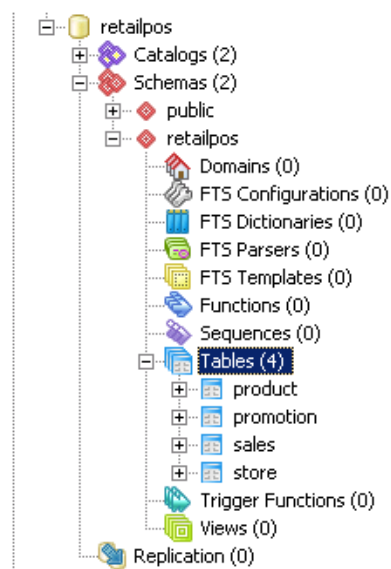 retailpos
Catalogs (2)
Schemas (2)
public
retailpos
Domains (0)
FTS Configurations (0)
FTS Dictionaries (0)
FTS Parsers (0)
FTS Templates (0)
Functions (0)
Sequences (0)
Tables (4)
product
promotion
sales
store
Trigger Functions (0)
Views (0)
Replication (0)